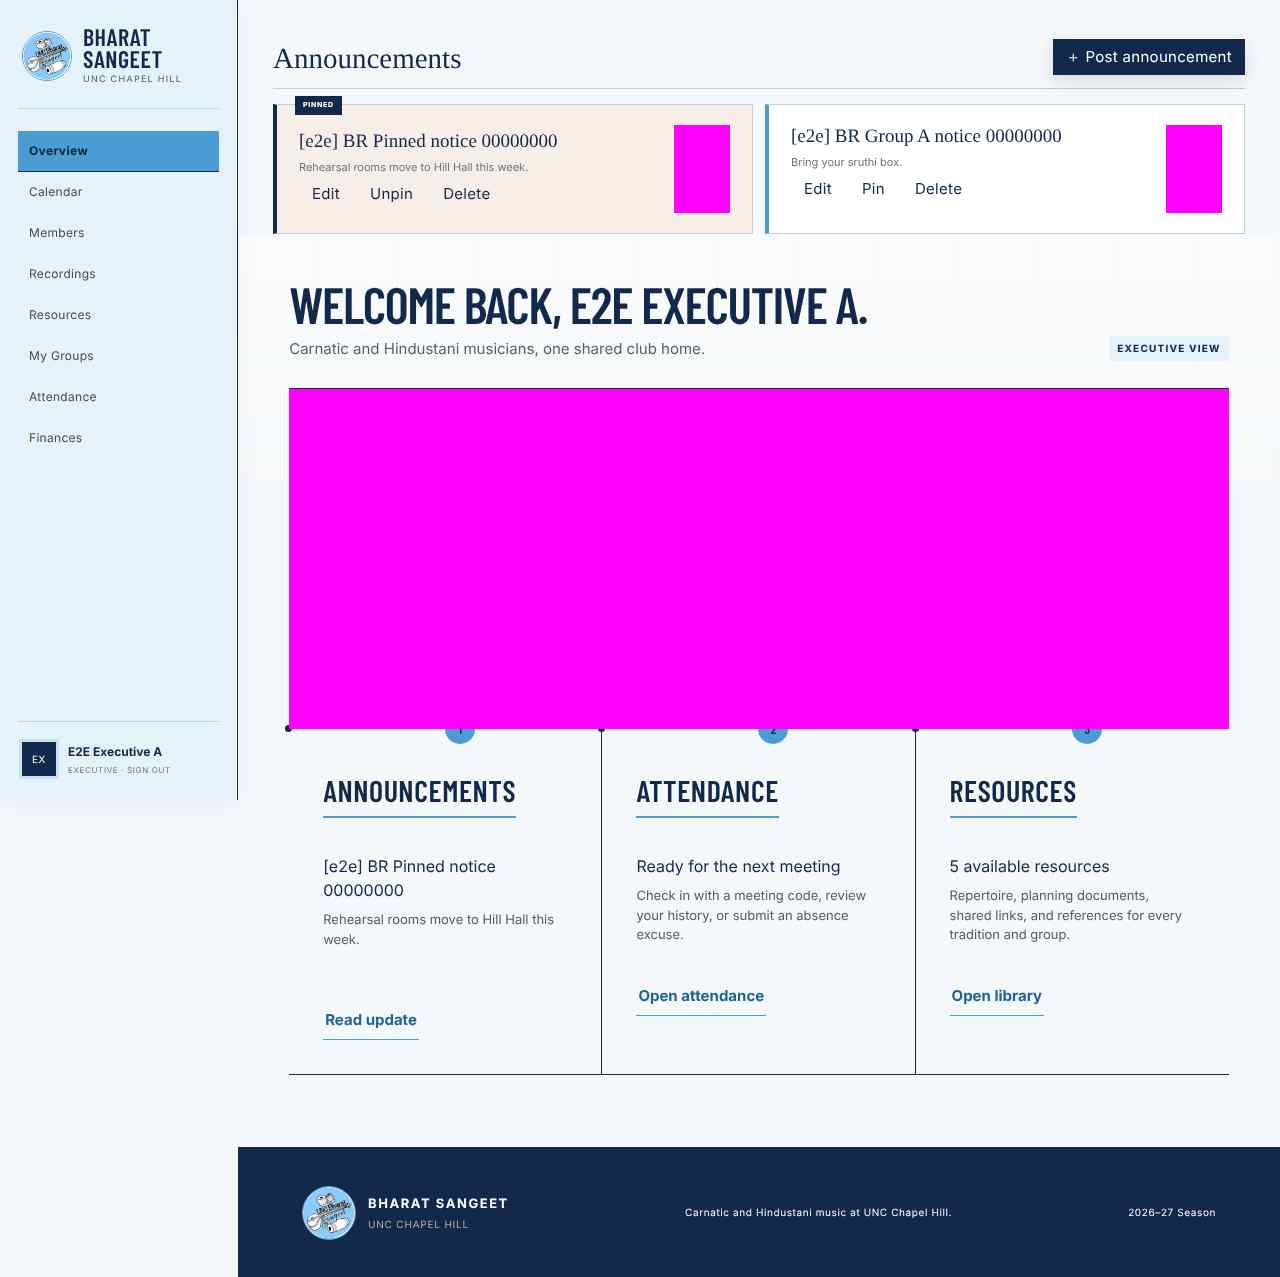 BHARAT
SANGEET
UNC CHAPEL HILL
Overview
Calendar
Members
Recordings
Resources
My Groups
Attendance
Finances
EX
E2E Executive A
EXECUTIVE · SIGN OUT
Announcements
+ Post announcement
PINNED
[e2e] BR Pinned notice 00000000
Rehearsal rooms move to Hill Hall this week.
Edit Unpin Delete
[e2e] BR Group A notice 00000000
Bring your sruthi box.
Edit Pin Delete
WELCOME BACK, E2E EXECUTIVE A.
Carnatic and Hindustani musicians, one shared club home.
EXECUTIVE VIEW
ANNOUNCEMENTS
[e2e] BR Pinned notice
00000000
Rehearsal rooms move to Hill Hall this
week.
Read update
ATTENDANCE
Ready for the next meeting
Check in with a meeting code, review
your history, or submit an absence
excuse.
Open attendance
RESOURCES
5 available resources
Repertoire, planning documents,
shared links, and references for every
tradition and group.
Open library
BHARAT SANGEET
UNC CHAPEL HILL
Carnatic and Hindustani music at UNC Chapel Hill.
2026–27 Season